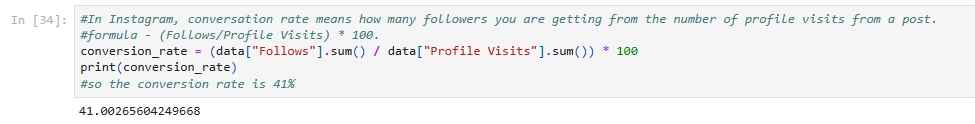 In [34]: #In Instagram, conversation rate means how many followers you are getting from the number of profile visits from a post.
#formula - (Follows/Profile Visits) * 100.
conversion_rate = (data["Follows"].sum() / data["Profile Visits"].sum()) * 100
print(conversion_rate)
#so the conversion rate is 41%
41.00265604249668